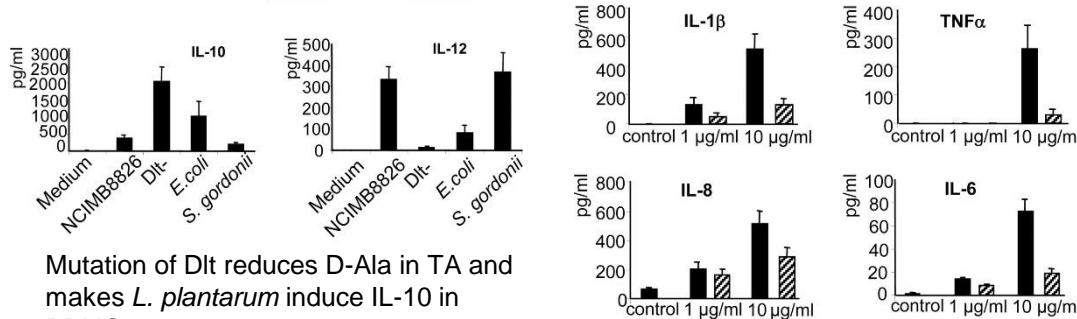 IL-10
pg/ml
3000
2500
2000
1500
1000
500
0
Medium
NCIMB8826
Dlt-
E.coli
S. gordonii
IL-12
pg/ml
500
400
300
200
100
0
Medium
NCIMB8826
Dlt-
E.coli
S. gordonii
Mutation of Dlt reduces D-Ala in TA and
makes L. plantarum induce IL-10 in
IL-1β
pg/ml
800
600
400
200
0
control 1 µg/ml 10 µg/ml
TNFα
pg/ml
400
300
200
100
0
control 1 µg/ml 10 µg/m
IL-8
pg/ml
800
600
400
200
0
control 1 µg/ml 10 µg/ml
IL-6
pg/ml
100
80
60
40
20
0
control 1 µg/ml 10 µg/m